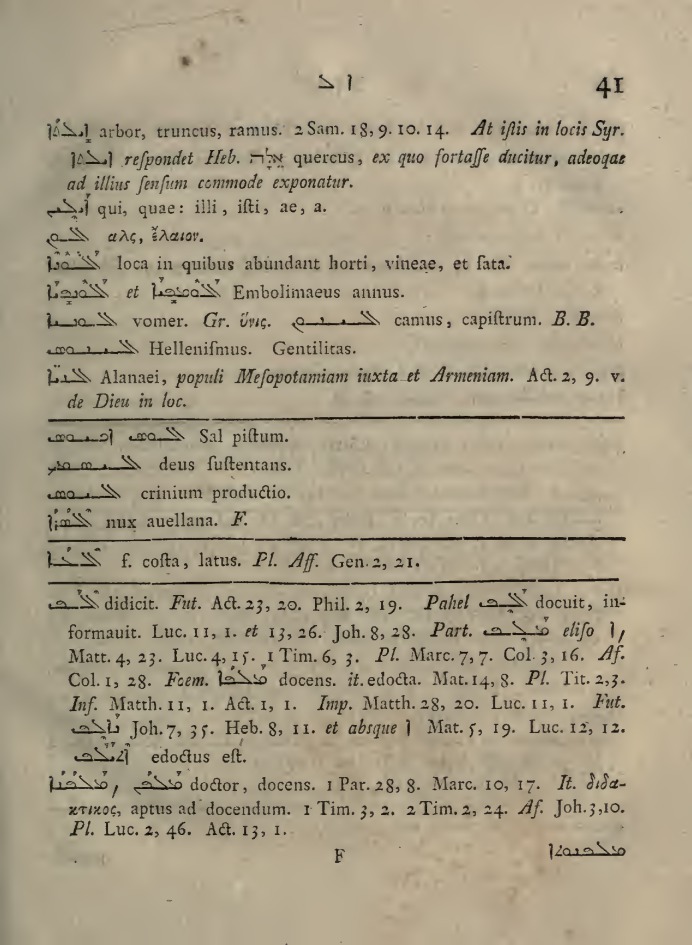 ܐ ܠ 41
ܐܝܠܢܐ arbor, truncus, ramus. 2 Sam. 18, 9. 10. 14. At iſtis in locis Syr.
reſpondet Heb. אלה quercus, ex quo fortaſſe ducitur, adeoque
ad illius ſenſum commode exponatur.
ܐܝܠܝܢ qui, quae: illi, iſti, ae, a.
αλς, ἔλαιον.
loca in quibus abundant horti, vineae, et ſata.
et Embolimaeus annus.
vomer. Gr. ὕνις. camus, capiſtrum. B. B.
Helleniſmus. Gentilitas.
Alanaei, populi Meſopotamiam iuxta et Armeniam. Act. 2, 9. v.
de Dieu in loc.
Sal piſtum.
deus ſuſtentans.
crinium productio.
nux auellana. F.
f. coſta, latus. Pl. Aff. Gen. 2, 21.
ܐܠܦ didicit. Fut. Act. 23, 20. Phil. 2, 19. Pahel ܐܠܦ docuit, in-
formauit. Luc. 11, 1. et 13, 26. Joh. 8, 28. Part. ܡܠܦ eliſo ܐ,
Matt. 4, 23. Luc. 4, 15. 1 Tim. 6, 3. Pl. Marc. 7, 7. Col. 3, 16. Af.
Col. 1, 28. Foem. ܡܠܦܐ docens. it. edocta. Mat. 14, 8. Pl. Tit. 2, 3.
Inf. Matth. 11, 1. Act. 1, 1. Imp. Matth. 28, 20. Luc. 11, 1. Fut.
ܢܐܠܦ Joh. 7, 35. Heb. 8, 11. et absque ܐ Mat. 5, 19. Luc. 12, 12.
edoctus eſt.
ܡܠܦܢܐ, doctor, docens. 1 Par. 28, 8. Marc. 10, 17. It. διδα-
κτικος, aptus ad docendum. 1 Tim. 3, 2. 2 Tim. 2, 24. Af. Joh. 3, 10.
Pl. Luc. 2, 46. Act. 13, 1.
F ܡܠܦܢܘܬܐ